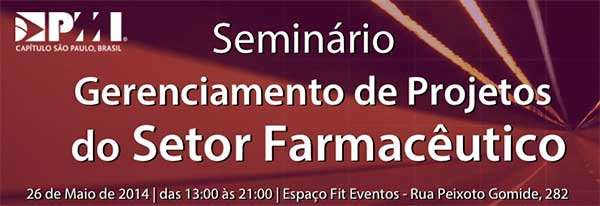 PMI
CAPÍTULO SÃO PAULO, BRASIL
Seminário
Gerenciamento de Projetos
do Setor Farmacêutico
26 de Maio de 2014 | das 13:00 às 21:00 | Espaço Fit Eventos - Rua Peixoto Gomide, 282